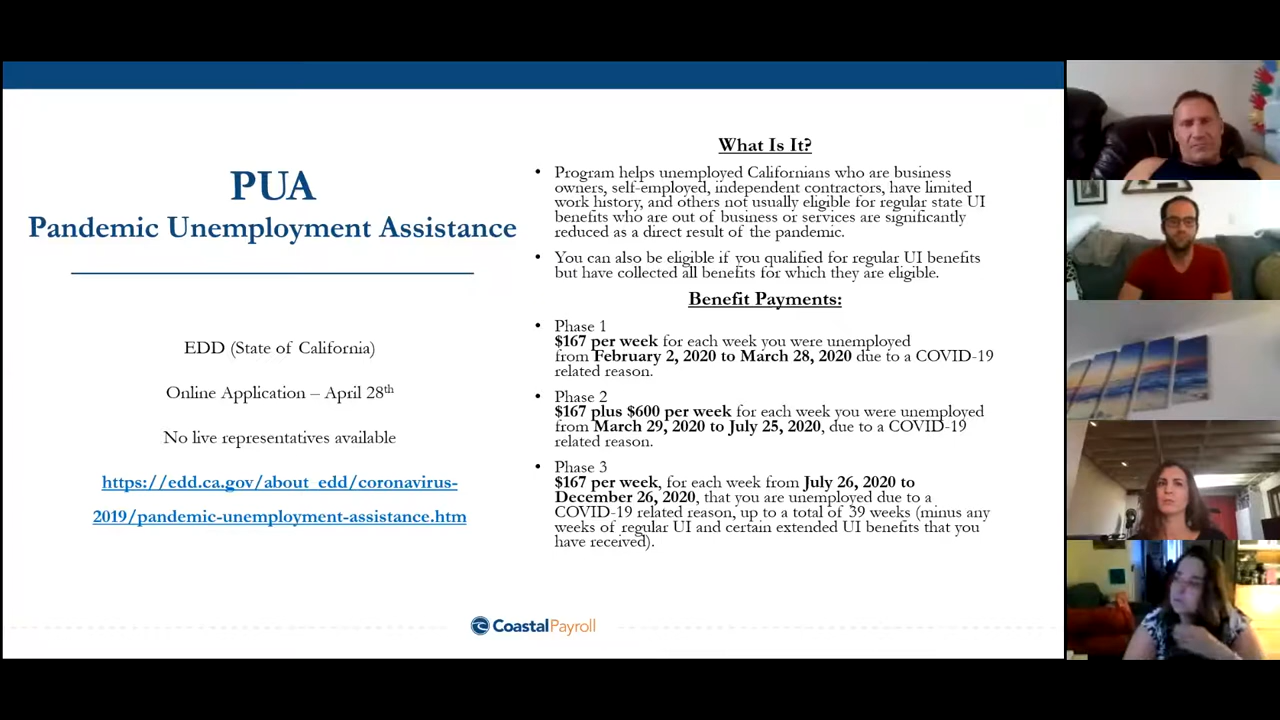 PUA
Pandemic Unemployment Assistance
EDD (State of California)
Online Application – April 28th
No live representatives available
https://edd.ca.gov/about_edd/coronavirus-
2019/pandemic-unemployment-assistance.htm
What Is It?
• Program helps unemployed Californians who are business
owners, self-employed, independent contractors, have limited
work history, and others not usually eligible for regular state UI
benefits who are out of business or services are significantly
reduced as a direct result of the pandemic.
• You can also be eligible if you qualified for regular UI benefits
but have collected all benefits for which they are eligible.
Benefit Payments:
• Phase 1
$167 per week for each week you were unemployed
from February 2, 2020 to March 28, 2020 due to a COVID-19
related reason.
• Phase 2
$167 plus $600 per week for each week you were unemployed
from March 29, 2020 to July 25, 2020, due to a COVID-19
related reason.
• Phase 3
$167 per week, for each week from July 26, 2020 to
December 26, 2020, that you are unemployed due to a
COVID-19 related reason, up to a total of 39 weeks (minus any
weeks of regular UI and certain extended UI benefits that you
have received).
CoastalPayroll